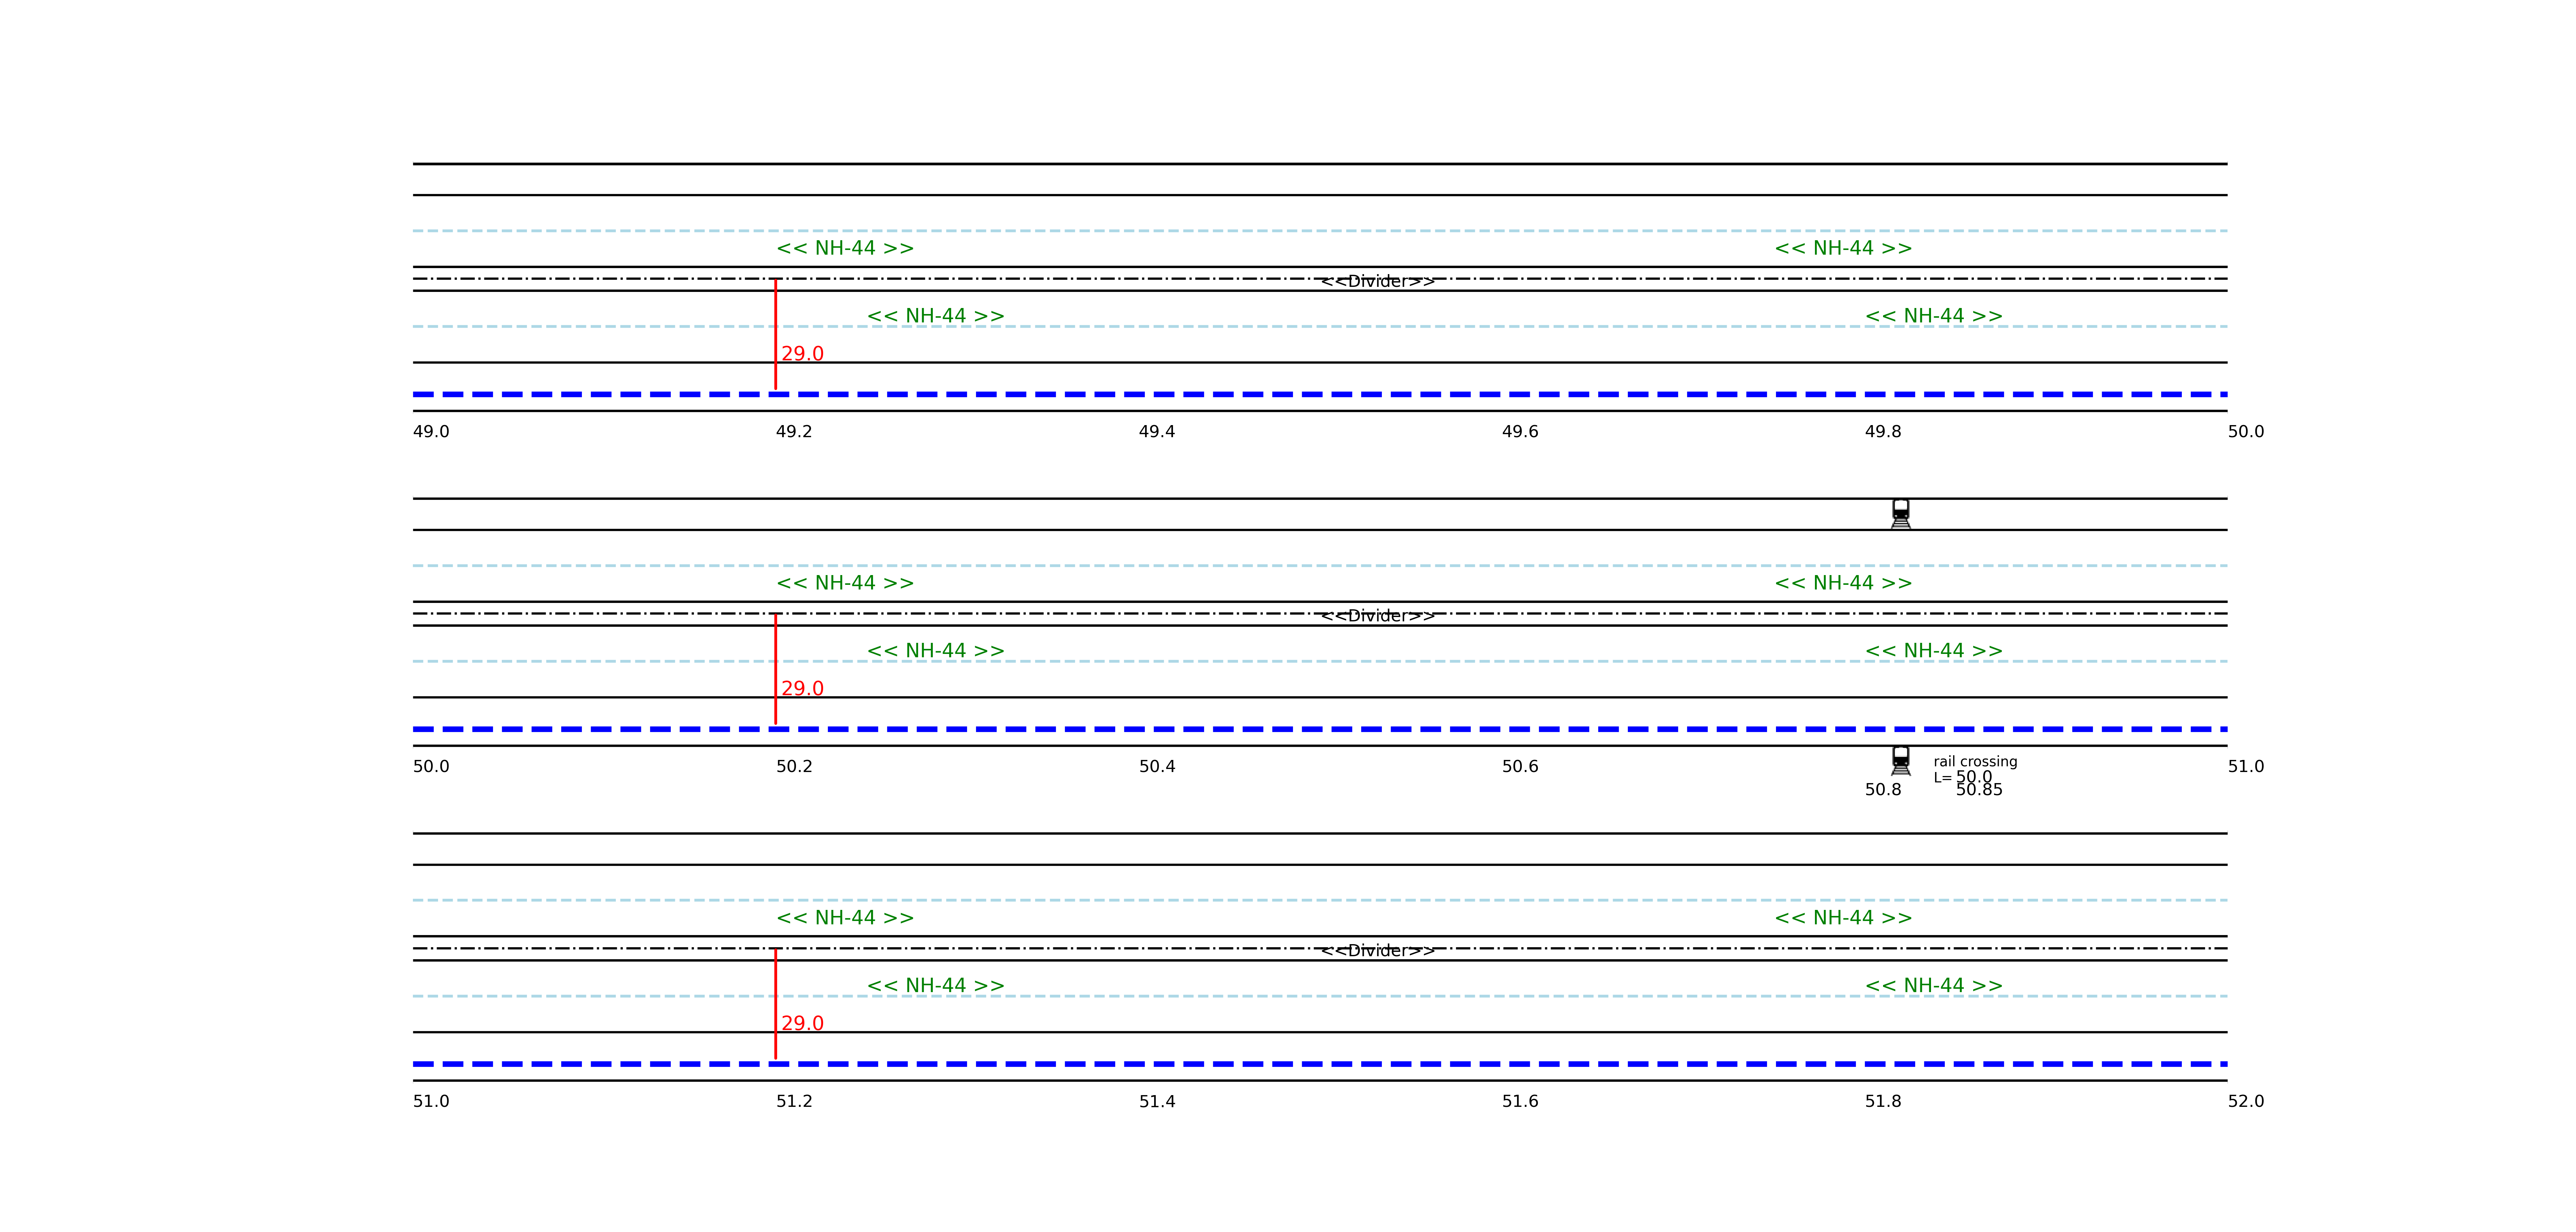 << NH-44 >> << NH-44 >>
<<Divider>>
<< NH-44 >> << NH-44 >>
29.0
49.0 49.2 49.4 49.6 49.8 50.0
<< NH-44 >> << NH-44 >>
<<Divider>>
<< NH-44 >> << NH-44 >>
29.0
50.0 50.2 50.4 50.6 51.0
rail crossing
L= 50.0
50.8 50.85
<< NH-44 >> << NH-44 >>
<<Divider>>
<< NH-44 >> << NH-44 >>
29.0
51.0 51.2 51.4 51.6 51.8 52.0